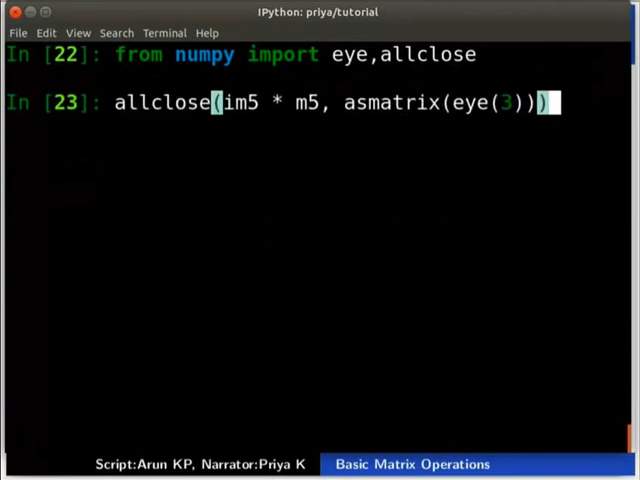 IPython: priya/tutorial
File Edit View Search Terminal Help
In [22]: from numpy import eye,allclose
In [23]: allclose(im5 * m5, asmatrix(eye(3)))
Script:Arun KP, Narrator:Priya K Basic Matrix Operations